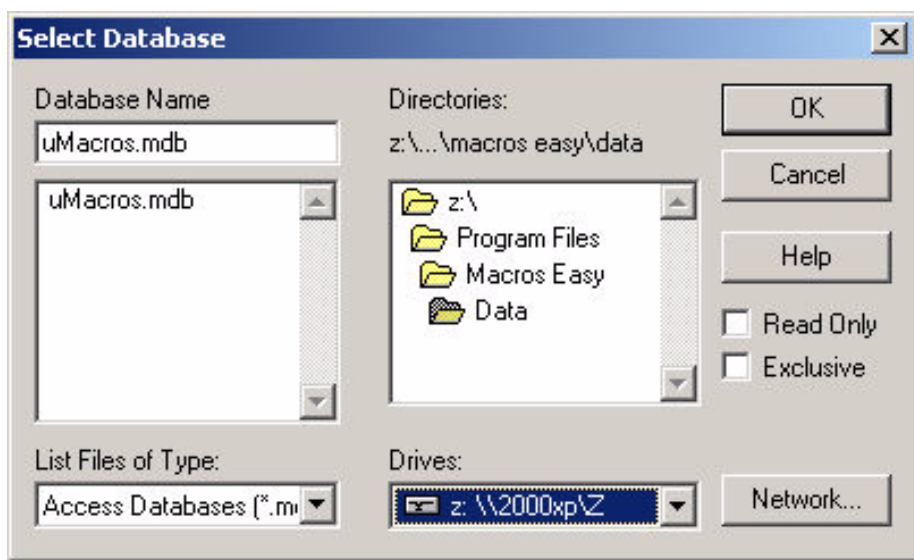 Select Database
Database Name
uMacros.mdb
uMacros.mdb
List Files of Type:
Access Databases (*.m
Directories:
z:\...\macros easy\data
z:\
Program Files
Macros Easy
Data
Drives:
z: \\2000xp\Z
OK
Cancel
Help
Read Only
Exclusive
Network...